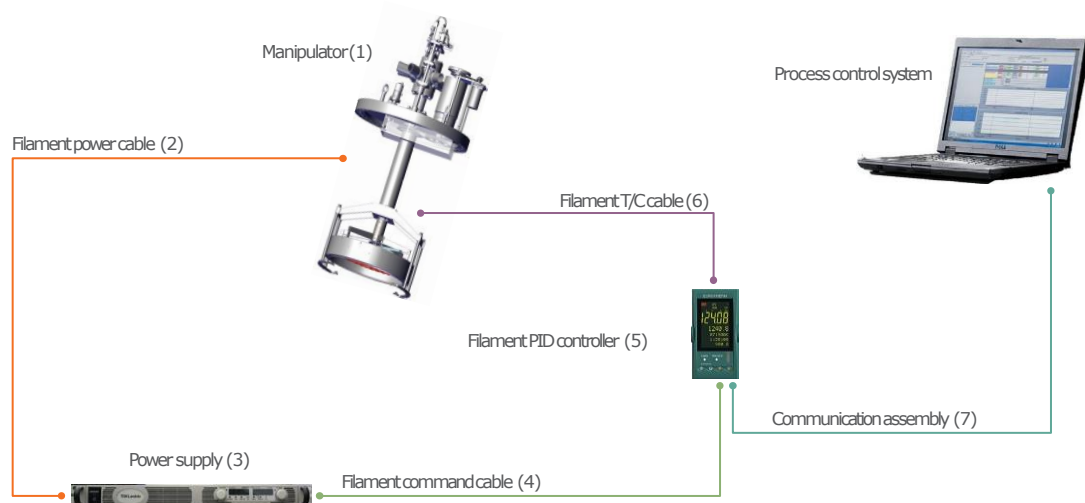 Manipulator (1)
Process control system
Filament power cable (2)
Filament T/C cable (6)
Filament PID controller (5)
Communication assembly (7)
Power supply (3)
Filament command cable (4)